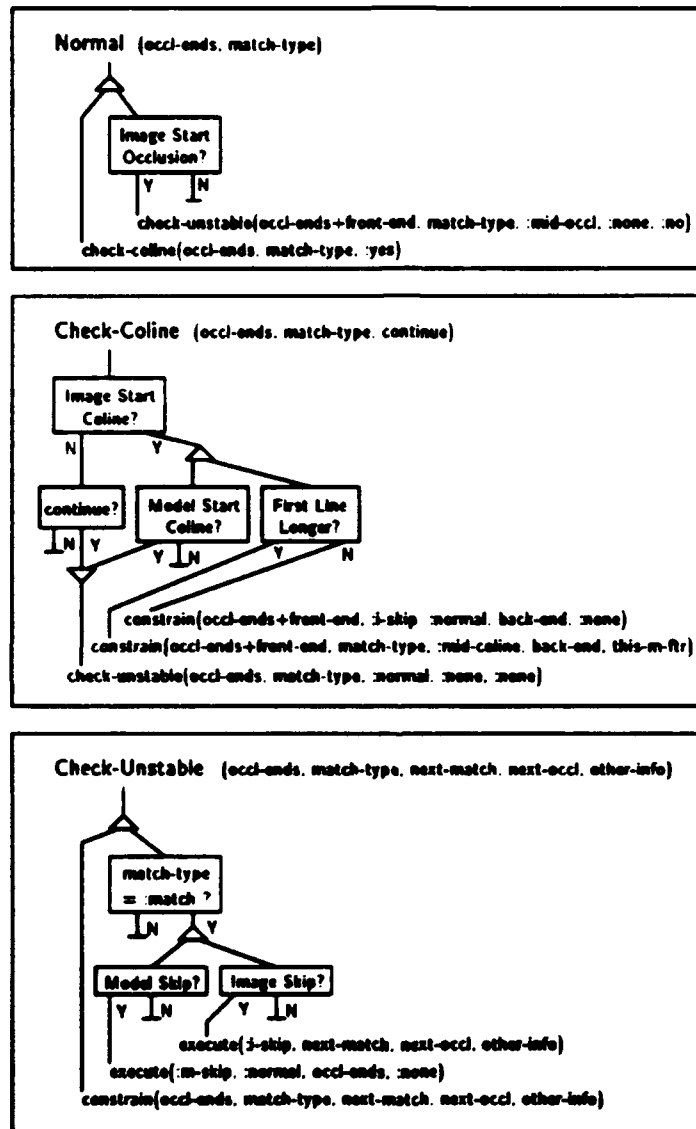 Normal (occl-ends, match-type)
Image Start
Occlusion?
Y N
check-unstable(occl-ends+front-end, match-type, :mid-occl, :none, :no)
check-coline(occl-ends, match-type, :yes)
Check-Coline (occl-ends, match-type, continue)
Image Start
Coline?
N Y
continue?
Model Start
Coline?
First Line
Longer?
N Y
Y N
Y N
constrain(occl-ends+front-end, :i-skip :normal, back-end, :none)
constrain(occl-ends+front-end, match-type, :mid-coline, back-end, this-m-ftr)
check-unstable(occl-ends, match-type, :normal, :none, :none)
Check-Unstable (occl-ends, match-type, next-match, next-occl, other-info)
match-type
= :match ?
N Y
Model Skip? Image Skip?
Y N Y N
execute(:i-skip, next-match, next-occl, other-info)
execute(:m-skip, :normal, occl-ends, :none)
constrain(occl-ends, match-type, next-match, next-occl, other-info)